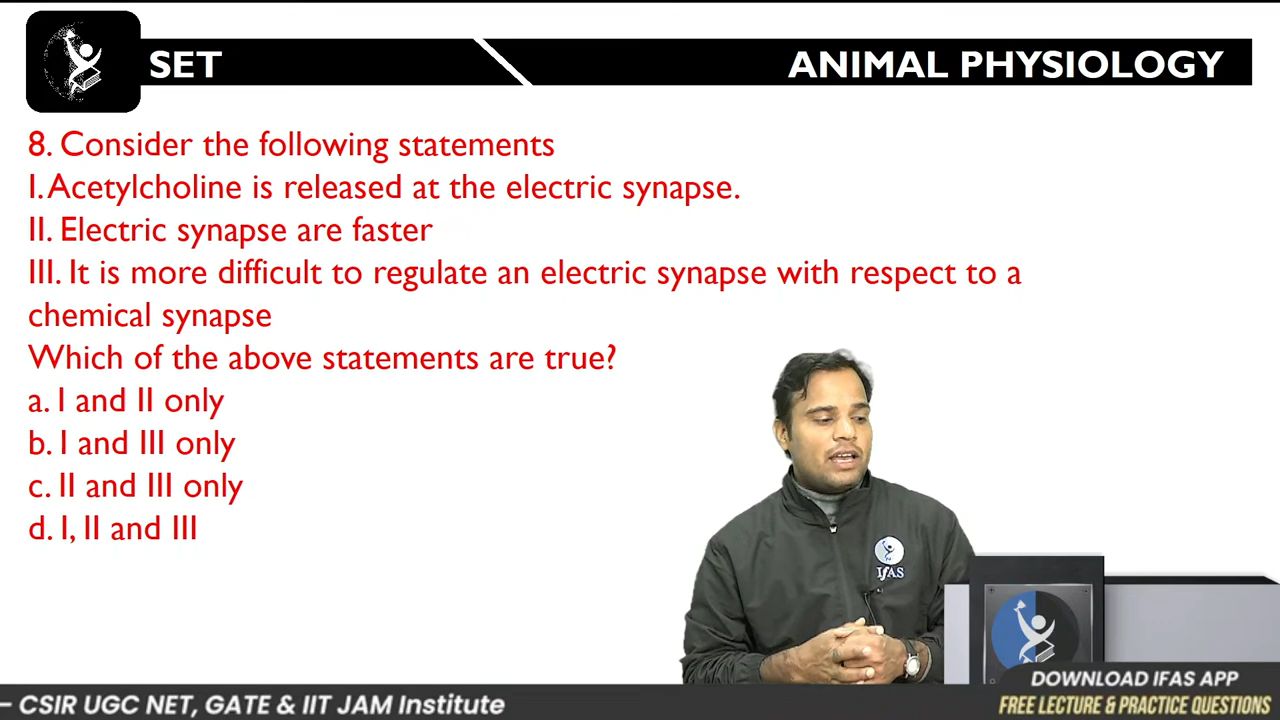 SET
ANIMAL PHYSIOLOGY
8. Consider the following statements
I. Acetylcholine is released at the electric synapse.
II. Electric synapse are faster
III. It is more difficult to regulate an electric synapse with respect to a
chemical synapse
Which of the above statements are true?
a. I and II only
b. I and III only
c. II and III only
d. I, II and III
IFAS
DOWNLOAD IFAS APP
– CSIR UGC NET, GATE & IIT JAM Institute
FREE LECTURE & PRACTICE QUESTIONS